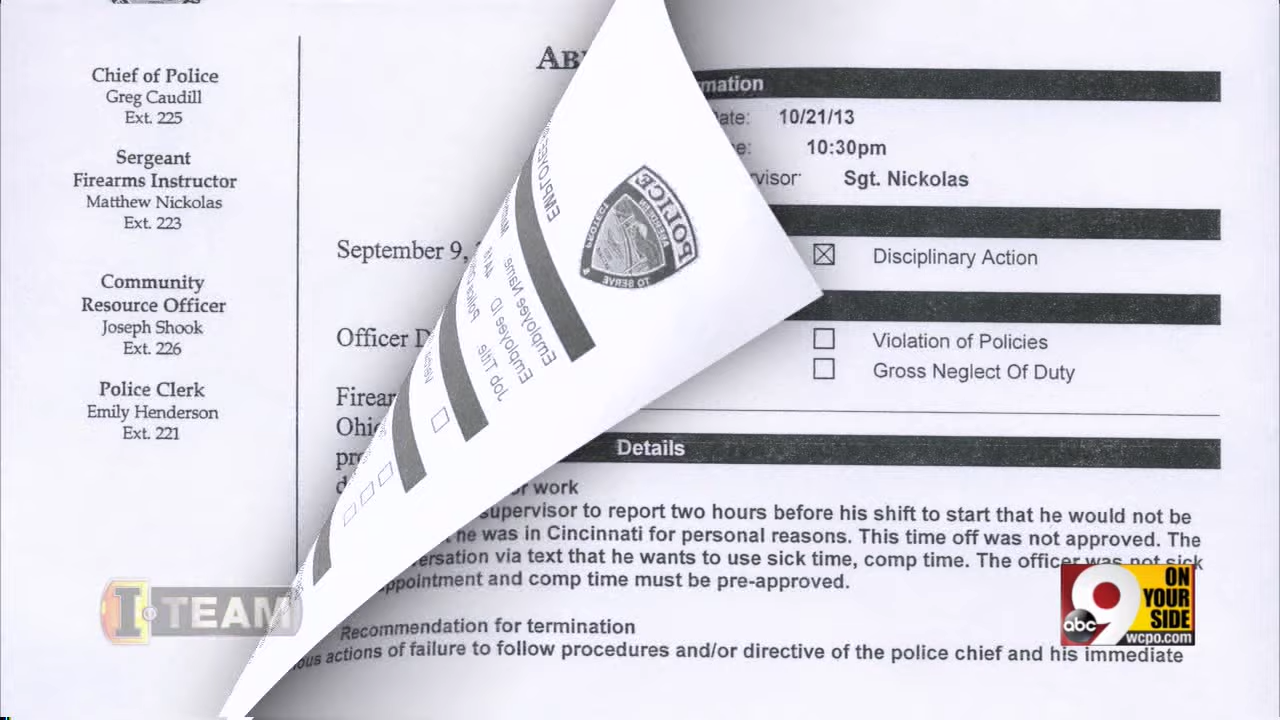 Chief of Police
Greg Caudill
Ext. 225
Sergeant
Firearms Instructor
Matthew Nickolas
Ext. 223
Community
Resource Officer
Joseph Shook
Ext. 226
Police Clerk
Emily Henderson
Ext. 221
September 9,
Officer
10/21/13
10:30pm
Sgt. Nickolas
Disciplinary Action
Violation of Policies
Gross Neglect Of Duty
Details
work
supervisor to report two hours before his shift to start that he would not be
he was in Cincinnati for personal reasons. This time off was not approved. The
via text that he wants to use sick time, comp time. The officer was not sick
and comp time must be pre-approved.
Recommendation for termination
actions of failure to follow procedures and/or directive of the police chief and his immediate
POLICE
TO SERVE
EMPLOYEE
Employee Name
Employee ID
Job Title
Police
I-TEAM
abc 9 ON
YOUR
SIDE
wcpo.com